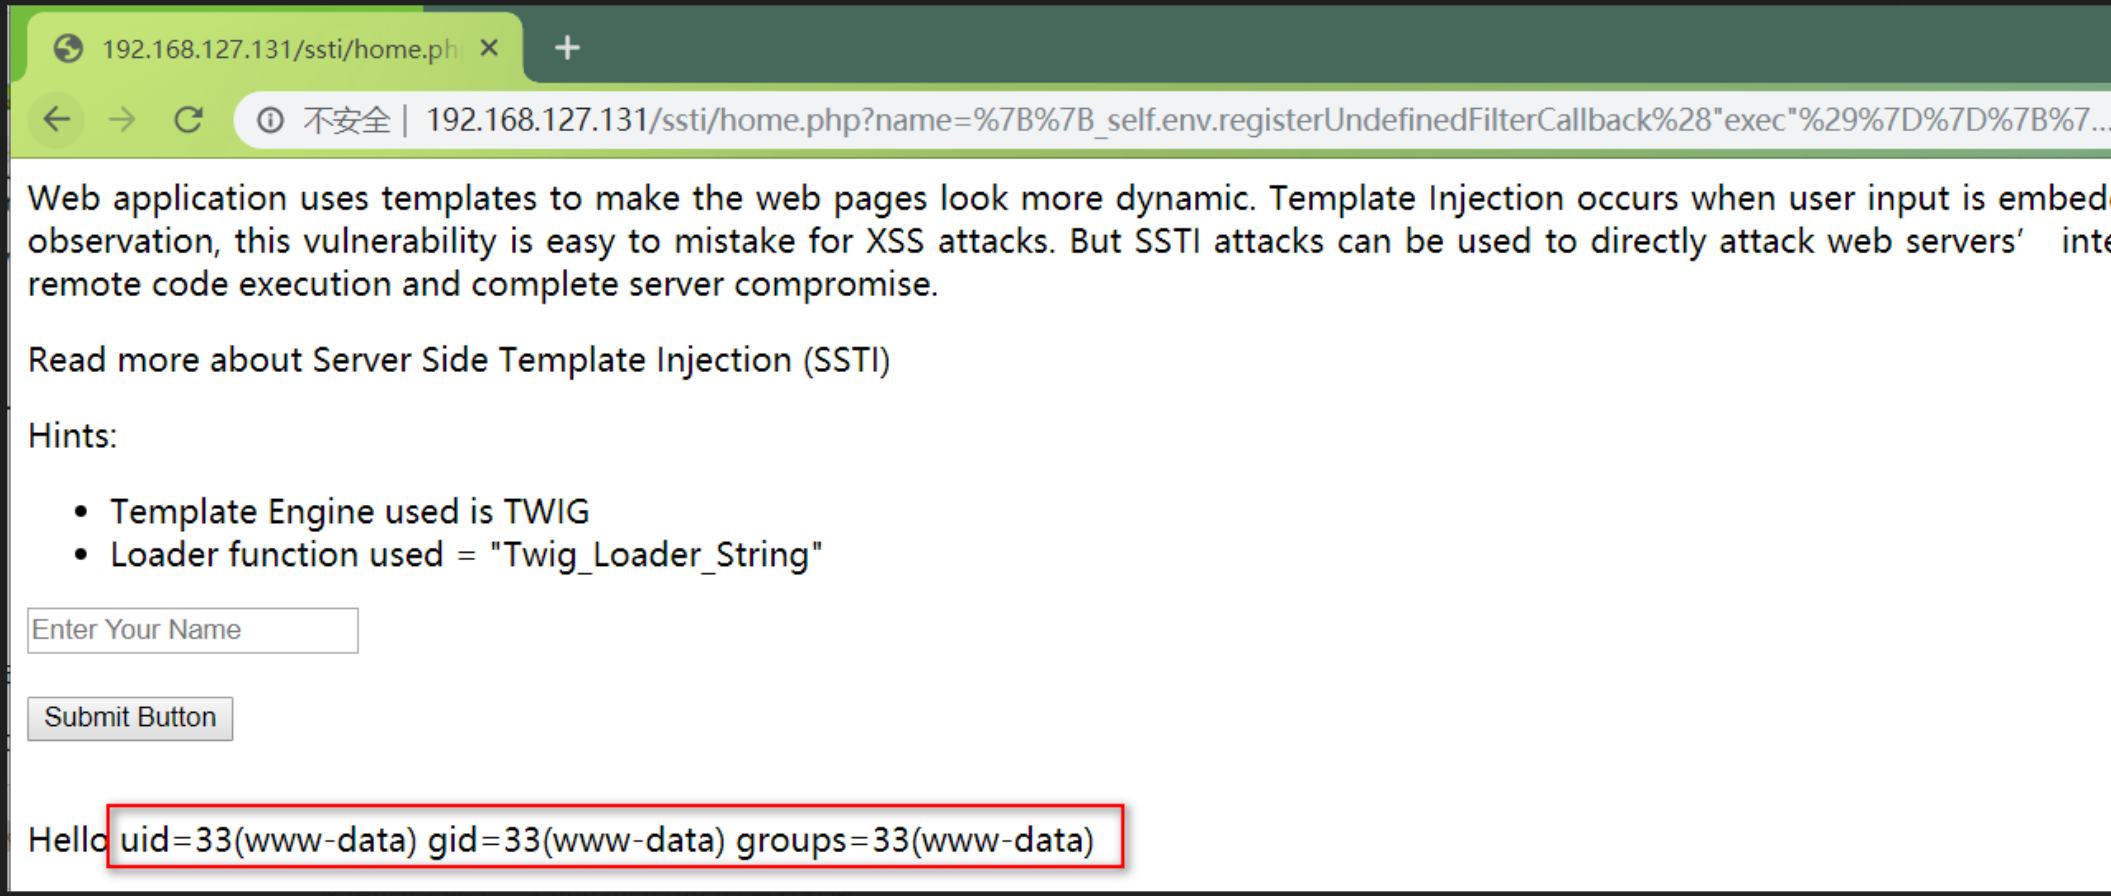 192.168.127.131/ssti/home.ph
不安全 | 192.168.127.131/ssti/home.php?name=%7B%7B_self.env.registerUndefinedFilterCallback%28"exec"%29%7D%7D%7B%7...
Web application uses templates to make the web pages look more dynamic. Template Injection occurs when user input is
observation, this vulnerability is easy to mistake for XSS attacks. But SSTI attacks can be used to directly attack web servers’
remote code execution and complete server compromise.
Read more about Server Side Template Injection (SSTI)
Hints:
• Template Engine used is TWIG
• Loader function used = "Twig_Loader_String"
Enter Your Name
Submit Button
Hello uid=33(www-data) gid=33(www-data) groups=33(www-data)